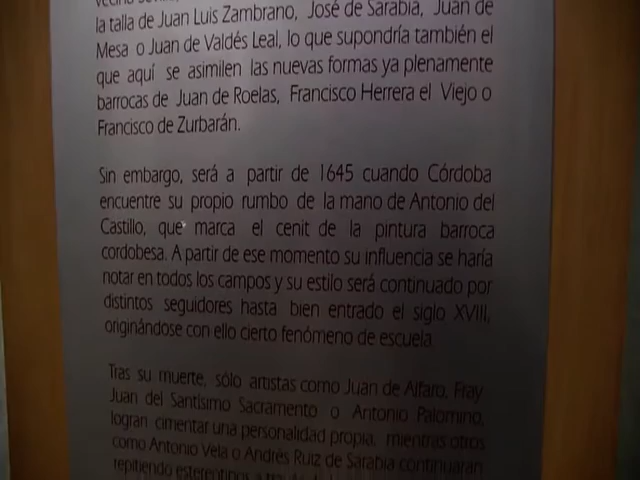 la talla de Juan Luis Zambrano, José de Sarabia, Juan de
Mesa o Juan de Valdés Leal, lo que supondría también el
que aquí se asimilen las nuevas formas ya plenamente
barrocas de Juan de Roelas, Francisco Herrera el Viejo o
Francisco de Zurbarán.
Sin embargo, será a partir de 1645 cuando Córdoba
encuentre su propio rumbo de la mano de Antonio del
Castillo, que marca el cenit de la pintura barroca
cordobesa. A partir de ese momento su influencia se haría
notar en todos los campos y su estilo será continuado por
distintos seguidores hasta bien entrado el siglo XVIII,
originándose con ello cierto fenómeno de escuela
Tras su muerte, sólo artistas como Juan de Alfaro, Fray
Juan del Santísimo Sacramento o Antonio Palomino,
logran cimentar una personalidad propia, mientras otros
como Antonio Vela o Andrés Ruiz de Sarabia continuaran
repitiendo estereotipos